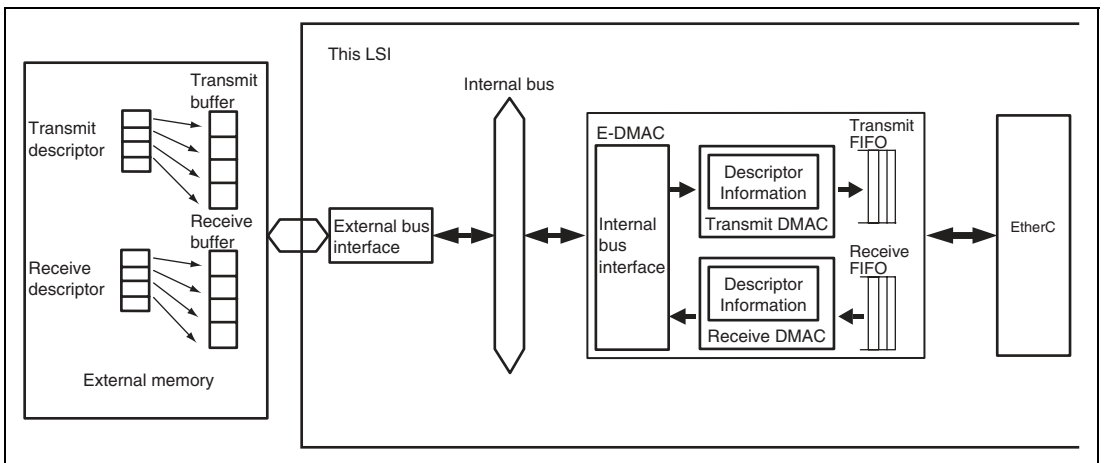 This LSI
Transmit
buffer
Transmit
descriptor
Receive
buffer
Receive
descriptor
External memory
External bus
interface
Internal bus
E-DMAC
Internal
bus
interface
Descriptor
Information
Transmit DMAC
Transmit
FIFO
Descriptor
Information
Receive DMAC
Receive
FIFO
EtherC